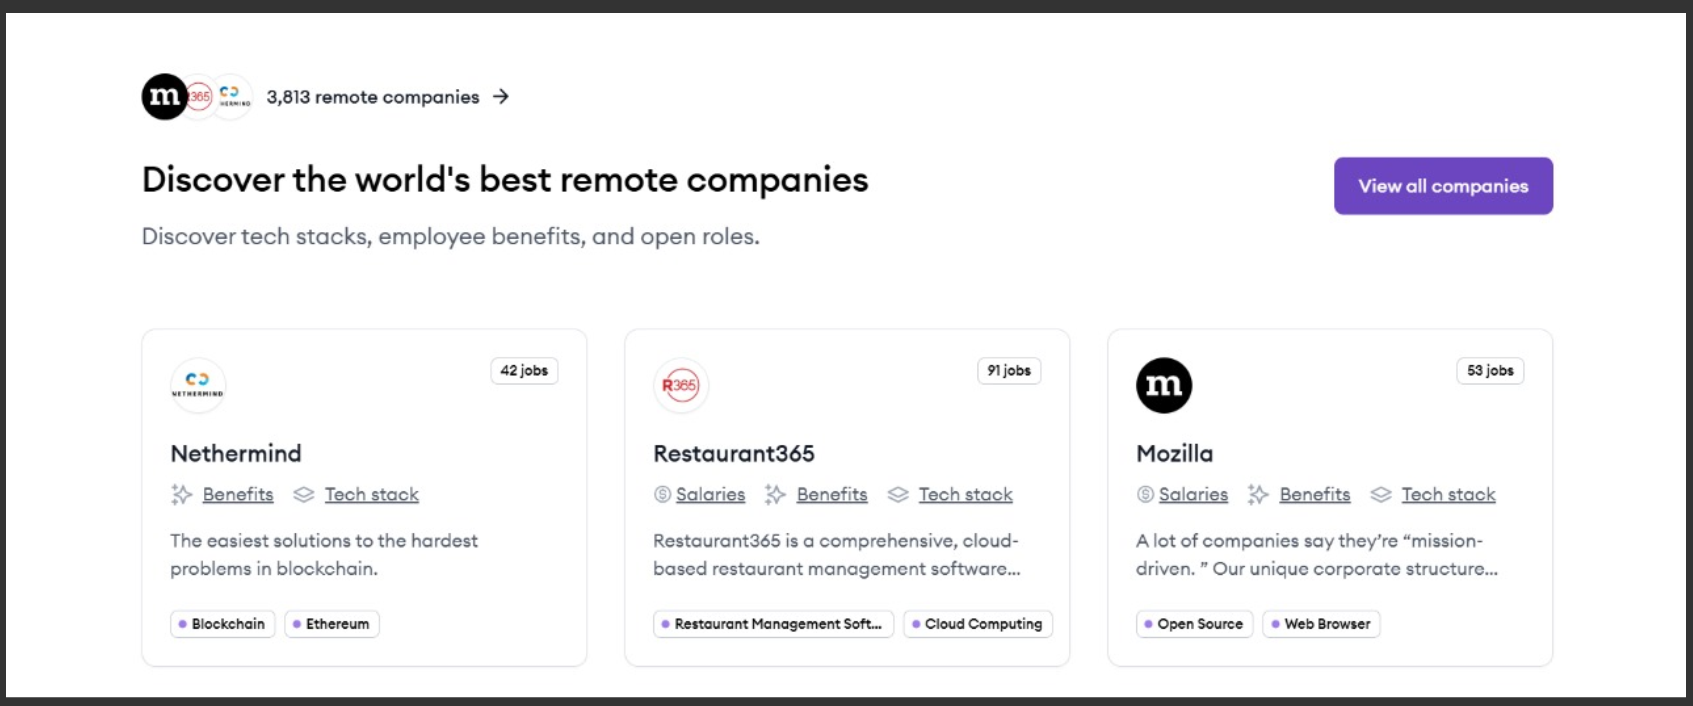 m R365 NETHERMIND 3,813 remote companies →
Discover the world's best remote companies
View all companies
Discover tech stacks, employee benefits, and open roles.
NETHERMIND
42 jobs
Nethermind
Benefits Tech stack
The easiest solutions to the hardest
problems in blockchain.
Blockchain Ethereum
R365
91 jobs
Restaurant365
Salaries Benefits Tech stack
Restaurant365 is a comprehensive, cloud-
based restaurant management software...
Restaurant Management Soft... Cloud Computing
m
53 jobs
Mozilla
Salaries Benefits Tech stack
A lot of companies say they’re “mission-
driven. ” Our unique corporate structure...
Open Source Web Browser